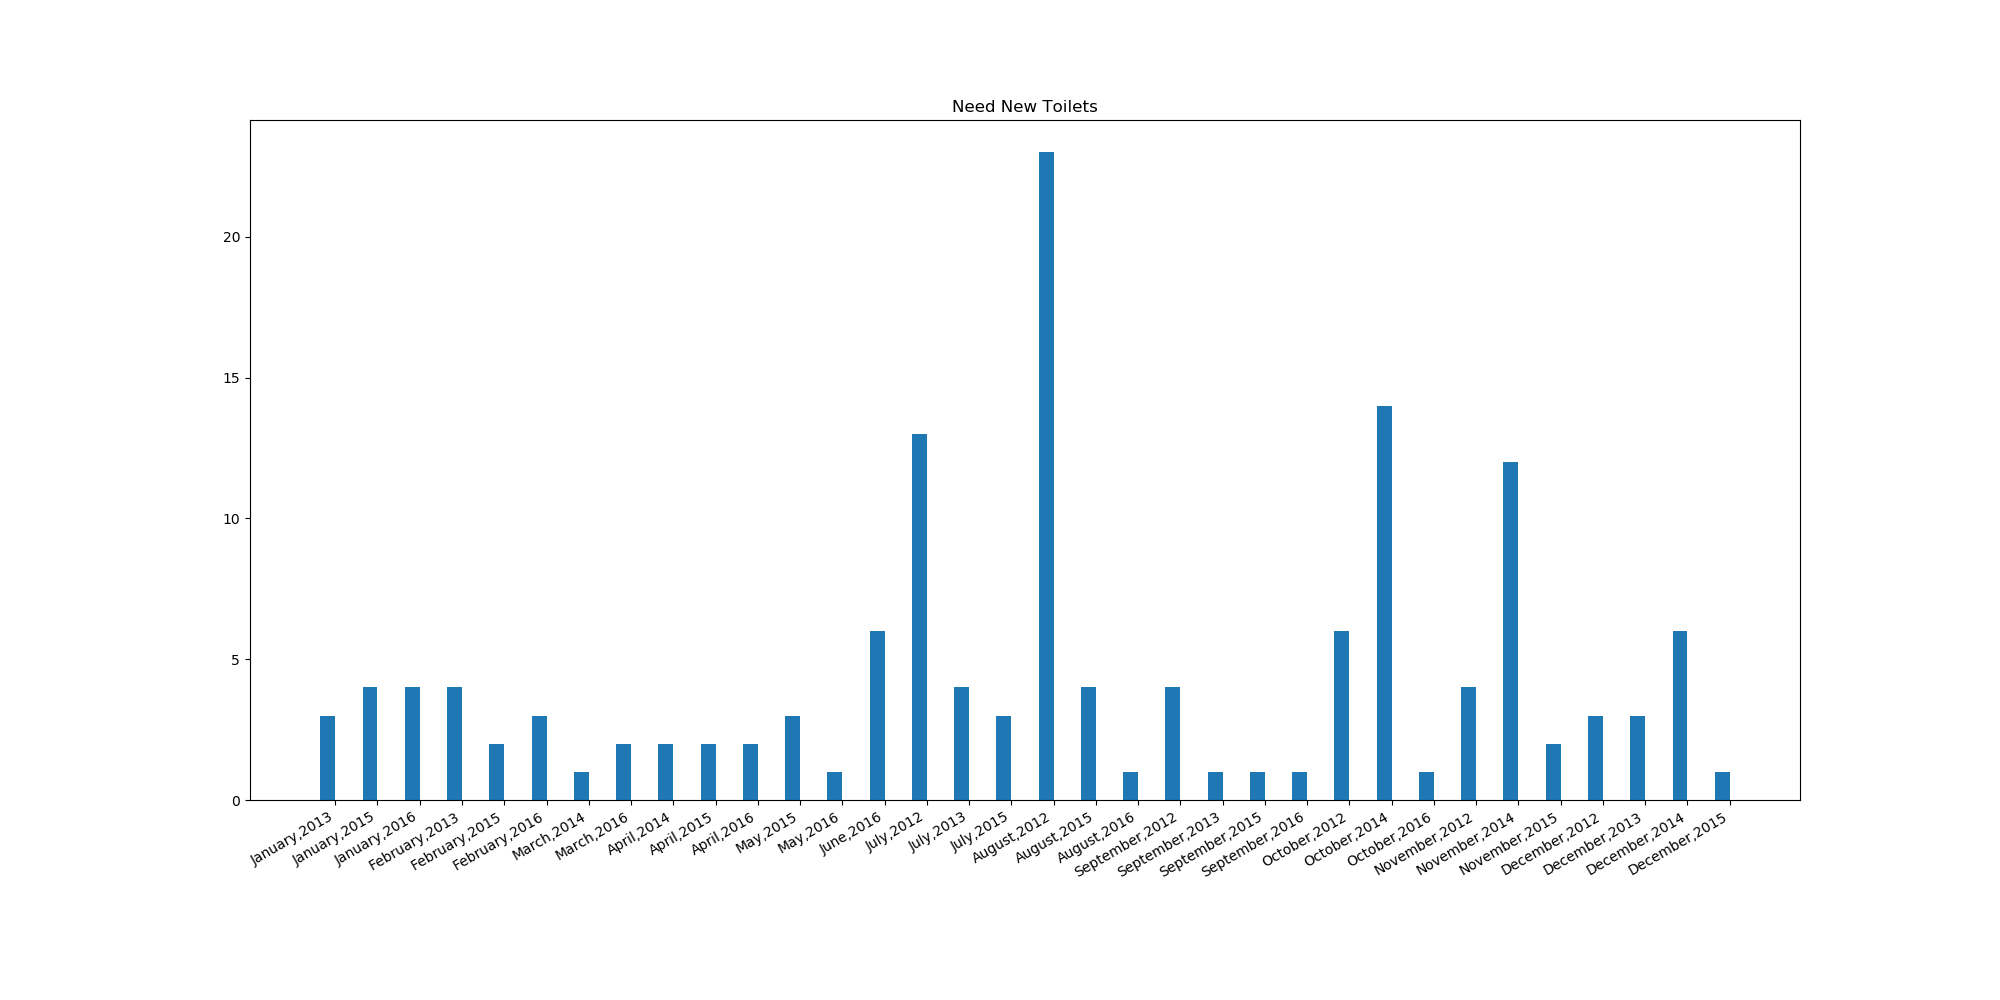 Need New Toilets
20
15
10
5
0
January,2013
January,2015
January,2016
February,2013
February,2015
February,2016
March,2014
March,2016
April,2014
April,2015
April,2016
May,2015
May,2016
June,2016
July,2012
July,2013
July,2015
August,2012
August,2015
August,2016
September,2012
September,2013
September,2015
September,2016
October,2012
October,2014
October,2016
November,2012
November,2014
November,2015
December,2012
December,2013
December,2014
December,2015